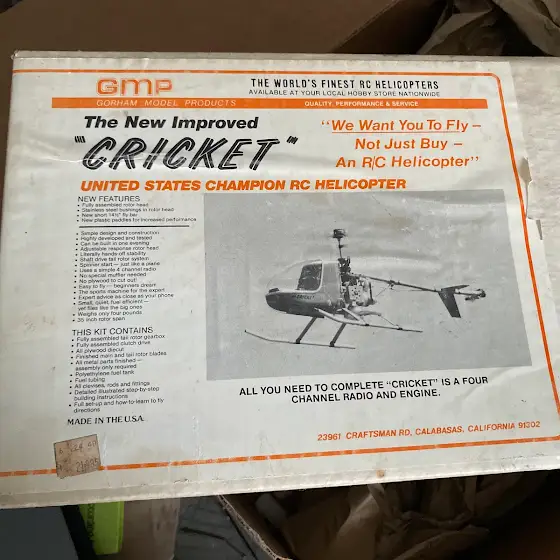 GMP
GORHAM MODEL PRODUCTS
THE WORLD'S FINEST RC HELICOPTERS
AVAILABLE AT YOUR LOCAL HOBBY STORE NATIONWIDE
QUALITY, PERFORMANCE & SERVICE
The New Improved
"CRICKET"
"We Want You To Fly—
Not Just Buy —
An R/C Helicopter"
UNITED STATES CHAMPION RC HELICOPTER
NEW FEATURES
• Fully assembled rotor head
• Stainless steel bushings in rotor head
• New short 14½" fly bar
• New plastic paddles for increased performance
• Simple design and construction
• Highly developed and tested
• Can be built in one evening
• Adjustable response rotor head
• Literally hands off stability
• Shaft drive tail rotor system
• Spinner start — just like a plane
• Uses a simple 4 channel radio
• No special muffler needed
• No plywood to cut out!
• Easy to fly — beginners dream
• The sports machine for the expert
• Expert advice as close as your phone
• Small, quiet, fuel efficient —
yet flies like the big ones
• Weighs only four pounds
• 35 inch rotor span
THIS KIT CONTAINS
• Fully assembled tail rotor gearbox
• Fully assembled clutch drive
• All plywood diecut
• Finished main and tail rotor blades
• All metal parts finished —
assembly only required
• Polyethylene fuel tank
• Fuel tubing
• All clevises, rods and fittings
• Detailed illustrated step-by-step
building instructions
• Full set-up and how-to-learn to fly
directions
MADE IN THE U.S.A.
ALL YOU NEED TO COMPLETE "CRICKET" IS A FOUR
CHANNEL RADIO AND ENGINE.
23961 CRAFTSMAN RD, CALABASAS, CALIFORNIA 91302